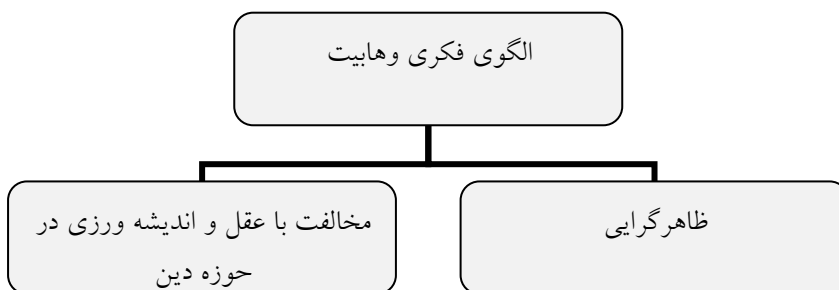 الگوی فکری وهابیت
ظاهرگرایی
مخالفت با عقل و اندیشه ورزی در
حوزه دین